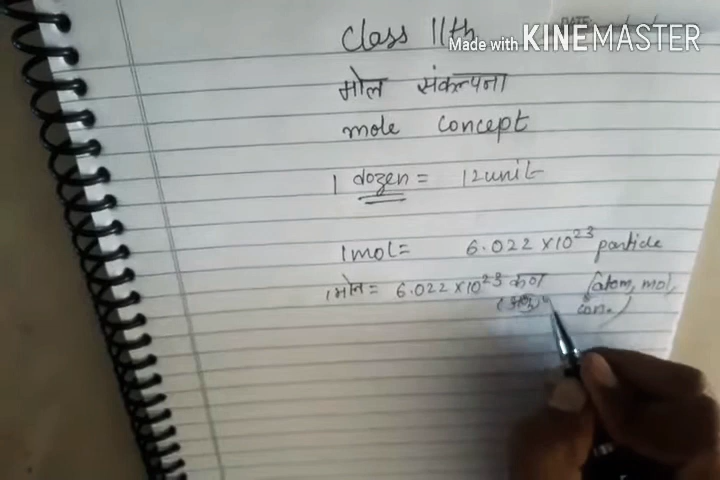 Made with KINEMASTER
DATE
Class 11th
मोल संकल्पना
mole concept
1 dozen = 12 unit
1 mol = 6.022 × 10²³ particle
1 मोल = 6.022 × 10²³ कण (atom, mol,
ion.)